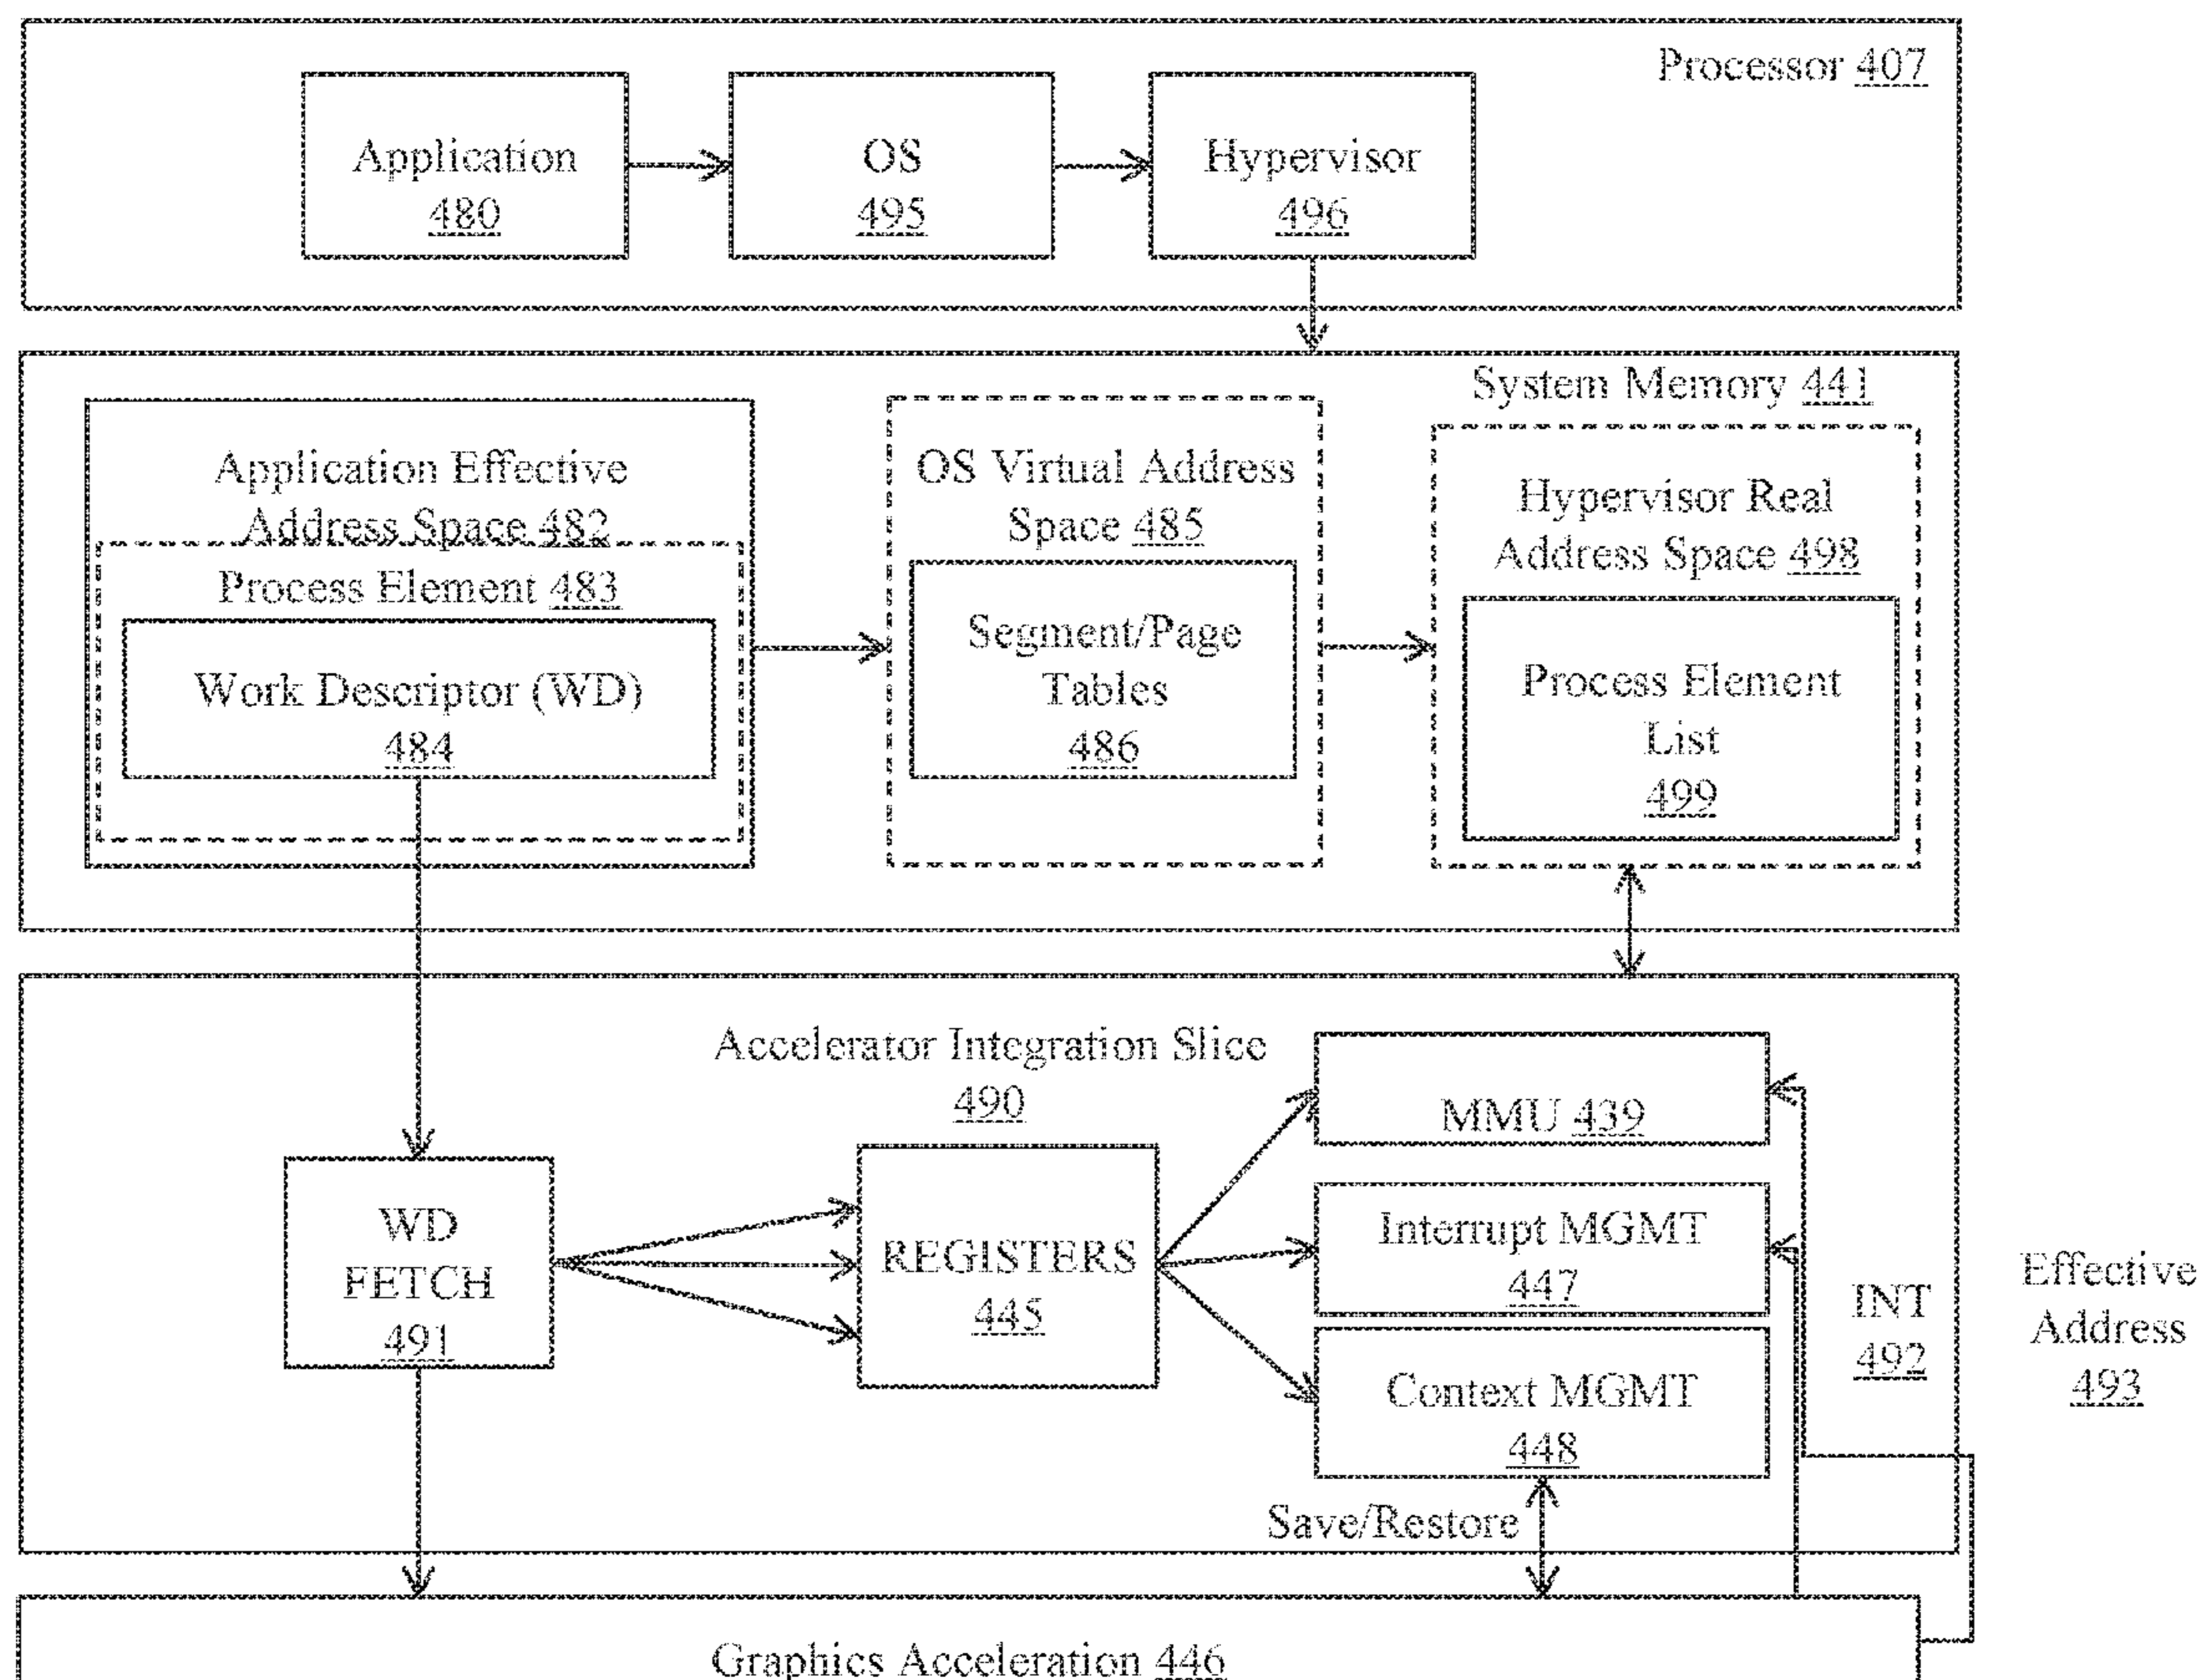 Processor 407
Application
480
OS
495
Hypervisor
496
System Memory 441
Application Effective
Address Space 482
Process Element 483
Work Descriptor (WD)
484
OS Virtual Address
Space 485
Segment/Page
Tables
486
Hypervisor Real
Address Space 498
Process Element
List
499
Accelerator Integration Slice
490
WD
FETCH
491
REGISTERS
445
MMU 439
Interrupt MGMT
447
Context MGMT
448
INT
492
Effective
Address
493
Save/Restore
Graphics Acceleration 446